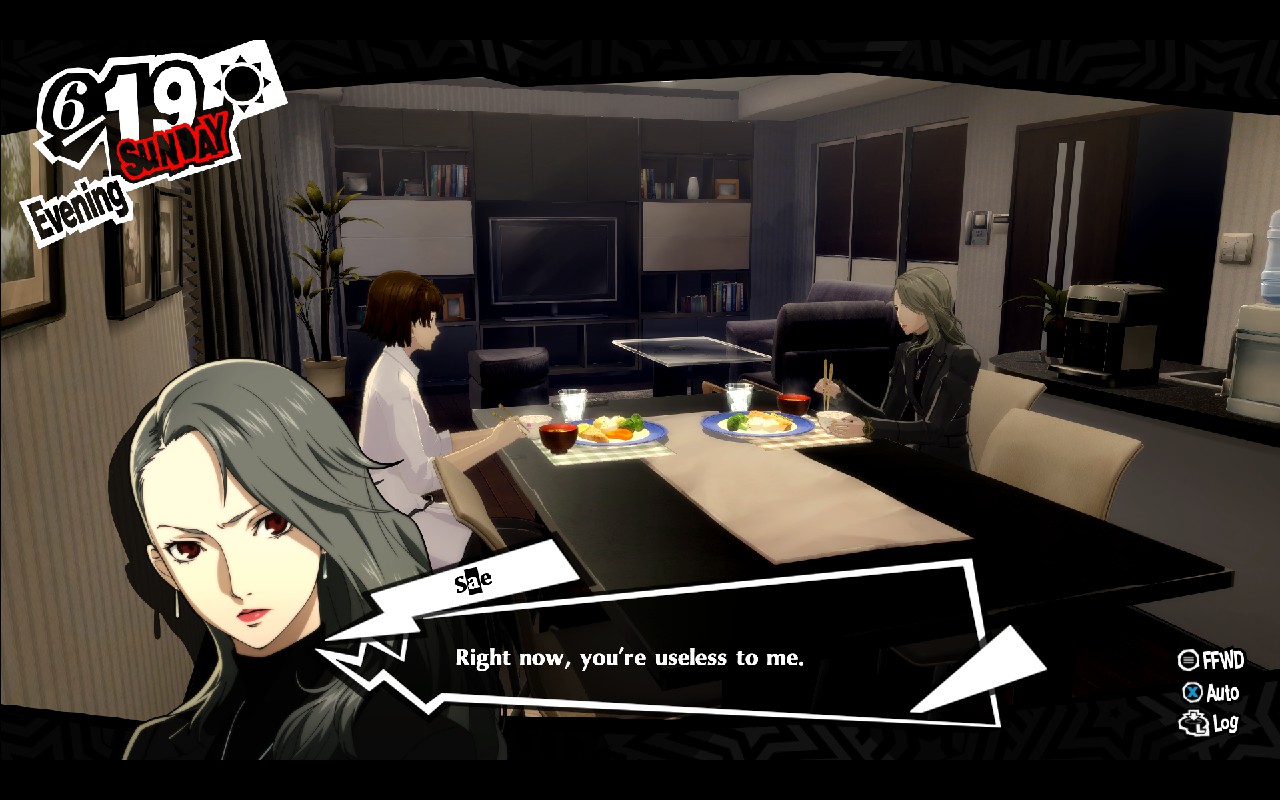 6/19
SUNDAY
Evening
Sae
Right now, you're useless to me.
FFWD
X Auto
L Log